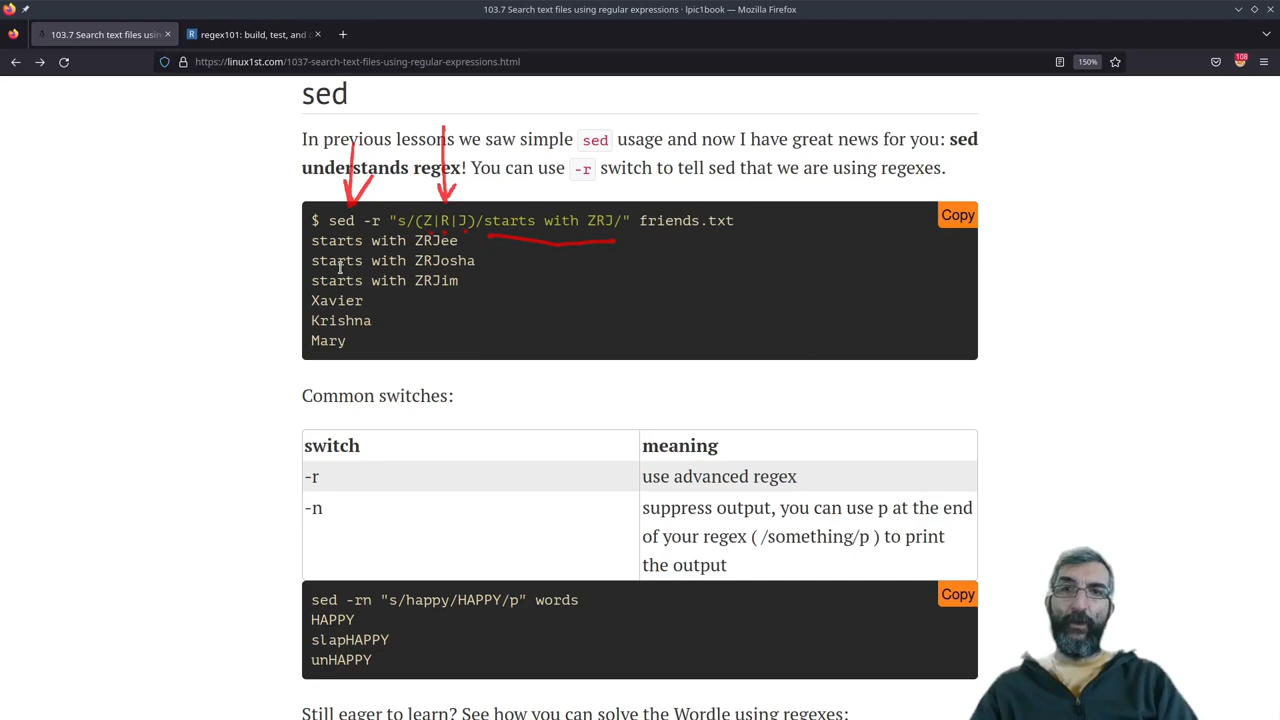 103.7 Search text files using regular expressions · lpic1book — Mozilla Firefox
103.7 Search text files usin
regex101: build, test, and
https://linux1st.com/1037-search-text-files-using-regular-expressions.html
150%
108
sed
In previous lessons we saw simple sed usage and now I have great news for you: sed
understands regex! You can use -r switch to tell sed that we are using regexes.
Copy
$ sed -r "s/(Z|R|J)/starts with ZRJ/" friends.txt
starts with ZRJee
starts with ZRJosha
starts with ZRJim
Xavier
Krishna
Mary
Common switches:
switch meaning
-r use advanced regex
-n suppress output, you can use p at the end
of your regex ( /something/p ) to print
the output
Copy
sed -rn "s/happy/HAPPY/p" words
HAPPY
slapHAPPY
unHAPPY
Still eager to learn? See how you can solve the Wordle using regexes: